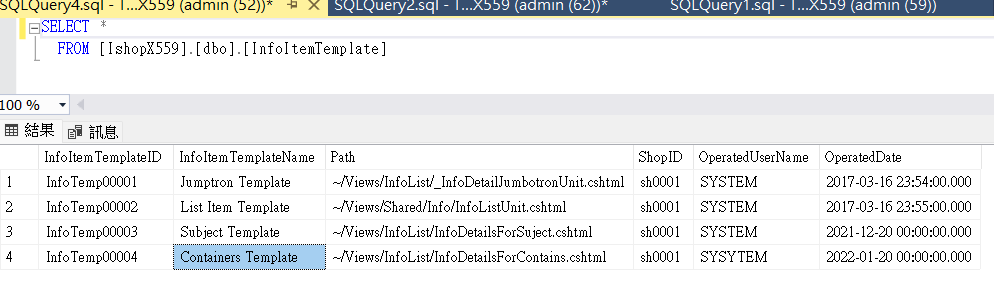 SQLQuery4.sql - T...X559 (admin (52))* SQLQuery2.sql - T...X559 (admin (62))* SQLQuery1.sql - T...X559 (admin (59))
SELECT *
FROM [IshopX559].[dbo].[InfoItemTemplate]
100 %
結果 訊息
InfoItemTemplateID InfoItemTemplateName Path ShopID OperatedUserName OperatedDate
1 InfoTemp00001 Jumptron Template ~/Views/InfoList/_InfoDetailJumbotronUnit.cshtml sh0001 SYSTEM 2017-03-16 23:54:00.000
2 InfoTemp00002 List Item Template ~/Views/Shared/Info/InfoListUnit.cshtml sh0001 SYSTEM 2017-03-16 23:55:00.000
3 InfoTemp00003 Subject Template ~/Views/InfoList/InfoDetailsForSuject.cshtml sh0001 SYSTEM 2021-12-20 00:00:00.000
4 InfoTemp00004 Containers Template ~/Views/InfoList/InfoDetailsForContains.cshtml sh0001 SYSYTEM 2022-01-20 00:00:00.000